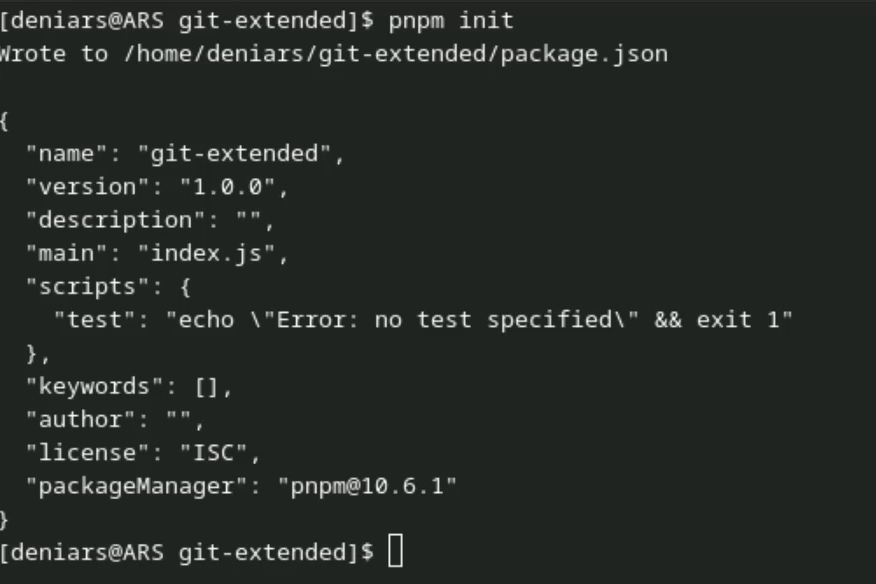 [deniars@ARS git-extended]$ pnpm init
Wrote to /home/deniars/git-extended/package.json

{
  "name": "git-extended",
  "version": "1.0.0",
  "description": "",
  "main": "index.js",
  "scripts": {
    "test": "echo \"Error: no test specified\" && exit 1"
  },
  "keywords": [],
  "author": "",
  "license": "ISC",
  "packageManager": "pnpm@10.6.1"
}
[deniars@ARS git-extended]$